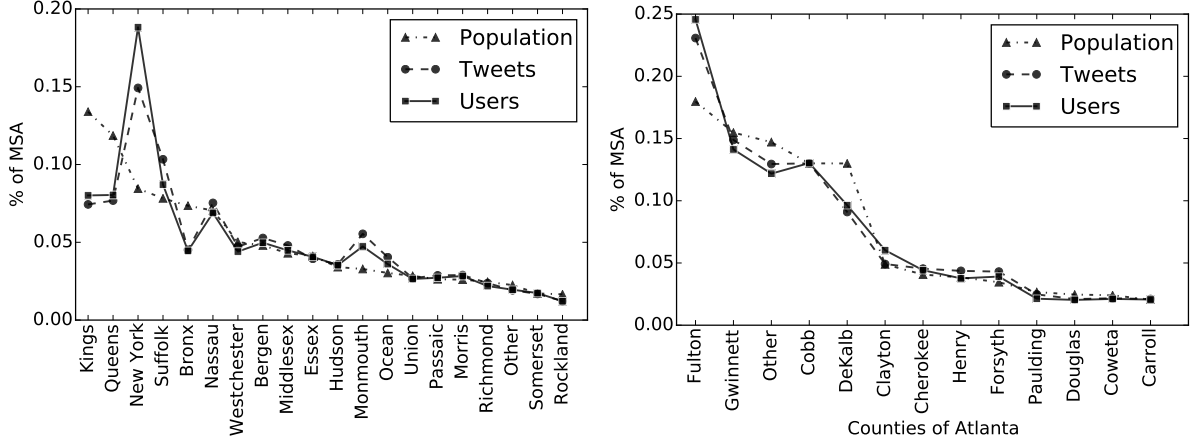 0.20
0.15
0.10
0.05
0.00
% of MSA
Population
Tweets
Users
Kings
Queens
New York
Suffolk
Bronx
Nassau
Westchester
Bergen
Middlesex
Essex
Hudson
Monmouth
Ocean
Union
Passaic
Morris
Richmond
Other
Somerset
Rockland
0.25
0.20
0.15
0.10
0.05
0.00
% of MSA
Population
Tweets
Users
Fulton
Gwinnett
Other
Cobb
DeKalb
Clayton
Cherokee
Henry
Forsyth
Paulding
Douglas
Coweta
Carroll
Counties of Atlanta